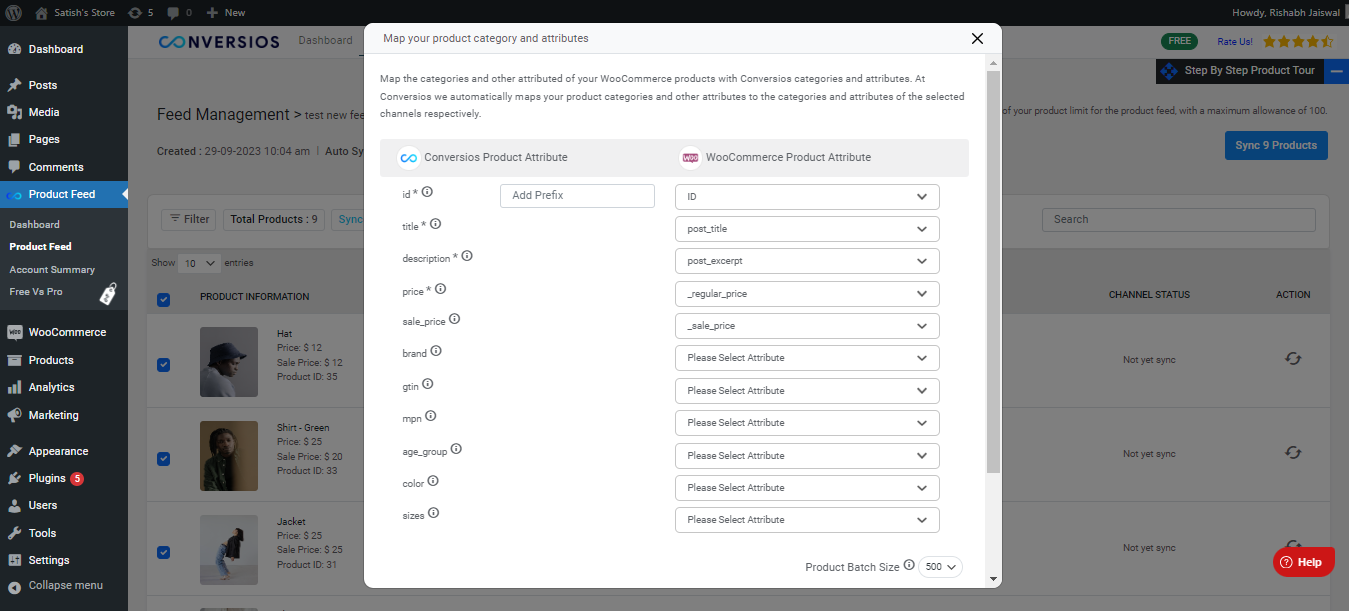 Satish's Store
5
0
New
Howdy, Rishabh Jaiswal
Dashboard
Posts
Media
Pages
Comments
Product Feed
Dashboard
Product Feed
Account Summary
Free Vs Pro
WooCommerce
Products
Analytics
Marketing
Appearance
Plugins 5
Users
Tools
Settings
Collapse menu
CONVERSIOS
Dashboard
FREE
Rate Us!
Step By Step Product Tour
Feed Management > test new fee
of your product limit for the product feed, with a maximum allowance of 100.
Created : 29-09-2023 10:04 am | Auto Sy
Sync 9 Products
Filter
Total Products : 9
Sync
Search
Show 10 entries
PRODUCT INFORMATION
CHANNEL STATUS
ACTION
Hat
Price: $ 12
Sale Price: $ 12
Product ID: 35
Not yet sync
Shirt - Green
Price: $ 25
Sale Price: $ 20
Product ID: 33
Not yet sync
Jacket
Price: $ 25
Sale Price: $ 25
Product ID: 31
Not yet sync
Map your product category and attributes
Map the categories and other attributed of your WooCommerce products with Conversios categories and attributes. At
Conversios we automatically maps your product categories and other attributes to the categories and attributes of the selected
channels respectively.
Conversios Product Attribute
Woo WooCommerce Product Attribute
id * Add Prefix ID
title * post_title
description * post_excerpt
price * _regular_price
sale_price _sale_price
brand Please Select Attribute
gtin Please Select Attribute
mpn Please Select Attribute
age_group Please Select Attribute
color Please Select Attribute
sizes Please Select Attribute
Product Batch Size 500
Help